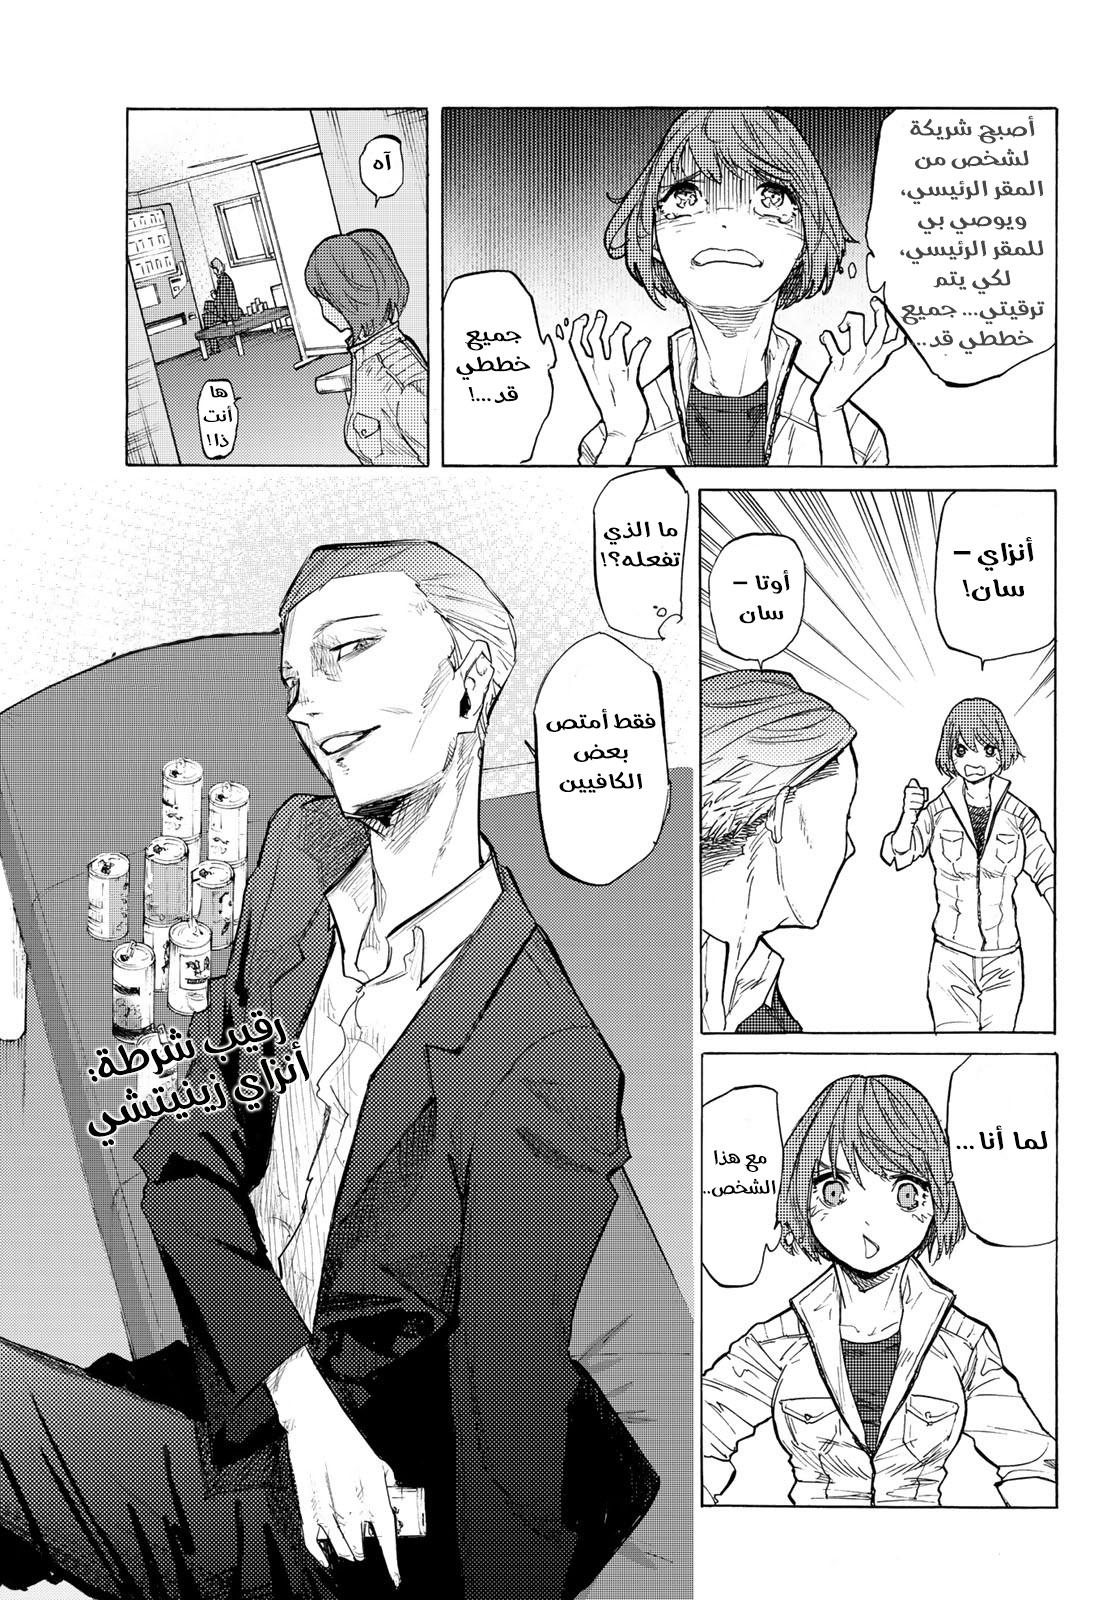 أصبح شريكة
لشخص من
المقر الرئيسي،
ويوصي بي
للمقر الرئيسي،
لكي يتم
ترقيتي... جميع
خططي قد..
جميع
خططي
قد...!
آه
ها
أنت
ذا!
أنزاي –
سان!
أوتا –
سان
ما الذي
تفعله؟!
فقط أمتص
بعض
الكافيين
رقيب شرطة:
أنزاي زينيتشي
لما أنا...
مع هذا
الشخص..